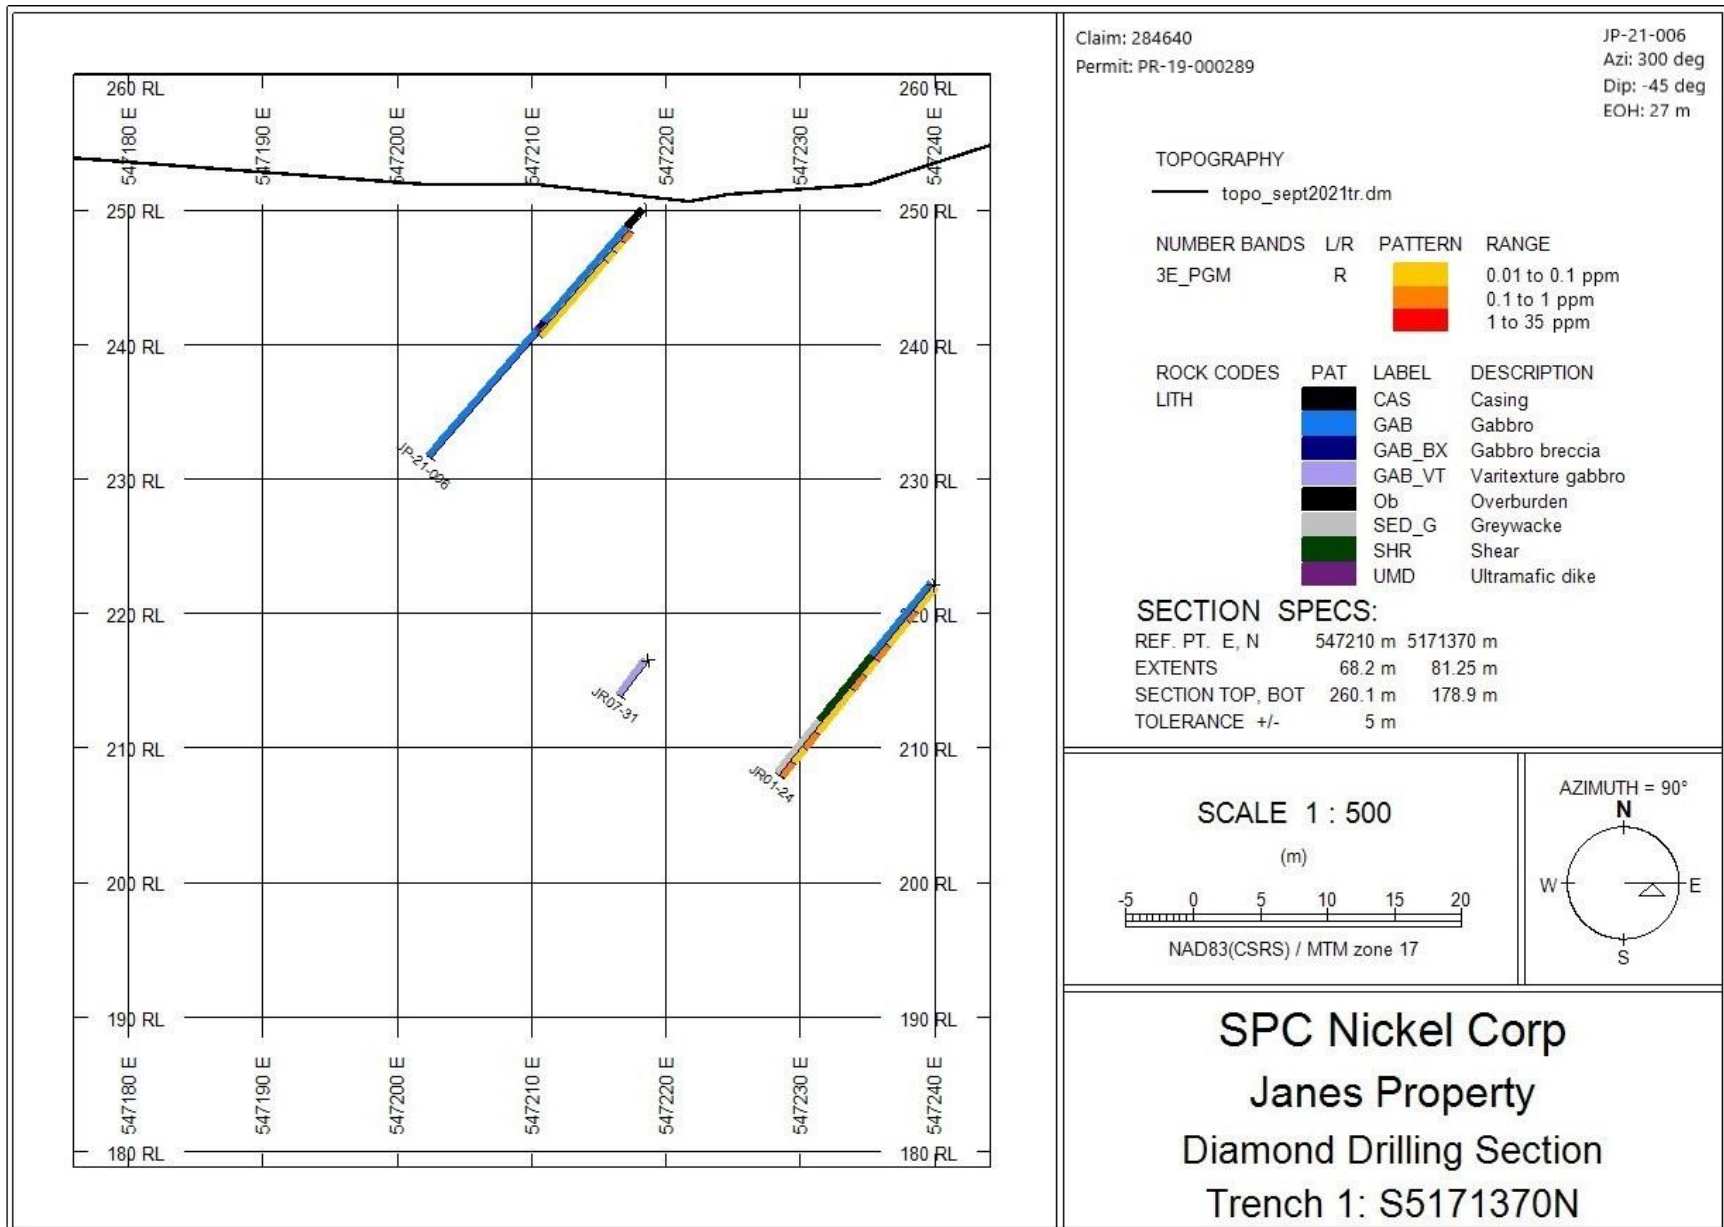 260 RL
260 RL
547180 E
547190 E
547200 E
547210 E
547220 E
547230 E
547240 E
250 RL
250 RL
240 RL
240 RL
JP-21-006
230 RL
230 RL
220 RL
220 RL
JR07-31
210 RL
210 RL
JR01-24
200 RL
200 RL
190 RL
190 RL
547180 E
547190 E
547200 E
547210 E
547220 E
547230 E
547240 E
180 RL
180 RL
Claim: 284640
Permit: PR-19-000289
JP-21-006
Azi: 300 deg
Dip: -45 deg
EOH: 27 m
TOPOGRAPHY
topo_sept2021tr.dm
NUMBER BANDS L/R PATTERN RANGE
3E_PGM R 0.01 to 0.1 ppm
0.1 to 1 ppm
1 to 35 ppm
ROCK CODES PAT LABEL DESCRIPTION
LITH CAS Casing
GAB Gabbro
GAB_BX Gabbro breccia
GAB_VT Varitexture gabbro
Ob Overburden
SED_G Greywacke
SHR Shear
UMD Ultramafic dike
SECTION SPECS:
REF. PT. E, N 547210 m 5171370 m
EXTENTS 68.2 m 81.25 m
SECTION TOP, BOT 260.1 m 178.9 m
TOLERANCE +/- 5 m
SCALE 1 : 500
(m)
-5 0 5 10 15 20
NAD83(CSRS) / MTM zone 17
AZIMUTH = 90°
N
W E
S
SPC Nickel Corp
Janes Property
Diamond Drilling Section
Trench 1: S5171370N